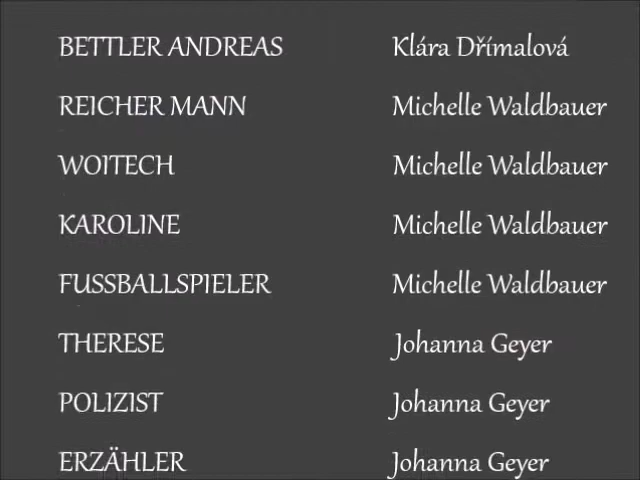 BETTLER ANDREAS Klára Dřímalová
REICHER MANN Michelle Waldbauer
WOITECH Michelle Waldbauer
KAROLINE Michelle Waldbauer
FUSSBALLSPIELER Michelle Waldbauer
THERESE Johanna Geyer
POLIZIST Johanna Geyer
ERZÄHLER Johanna Geyer